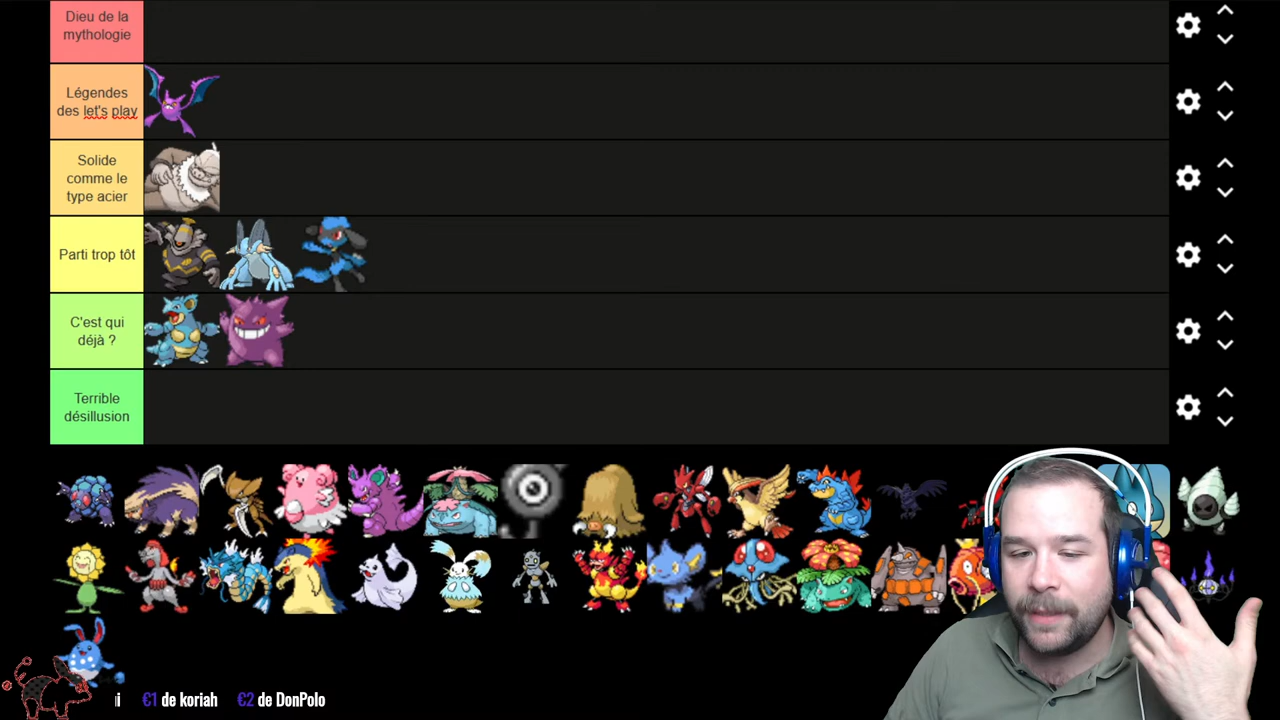 Dieu de la
mythologie
Légendes
des let's play
Solide
comme le
type acier
Parti trop tôt
C'est qui
déjà ?
Terrible
désillusion
€1 de koriah €2 de DonPolo